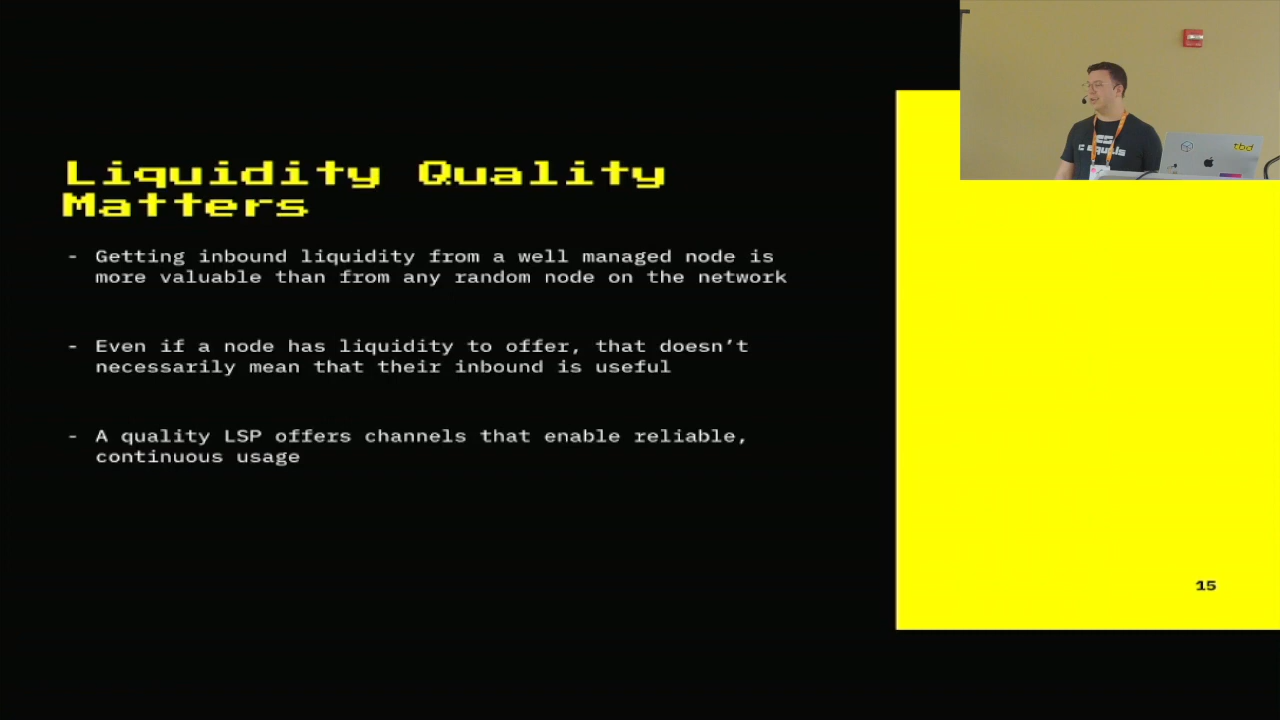 Liquidity Quality
Matters
- Getting inbound liquidity from a well managed node is
more valuable than from any random node on the network
- Even if a node has liquidity to offer, that doesn’t
necessarily mean that their inbound is useful
- A quality LSP offers channels that enable reliable,
continuous usage
15
tbd